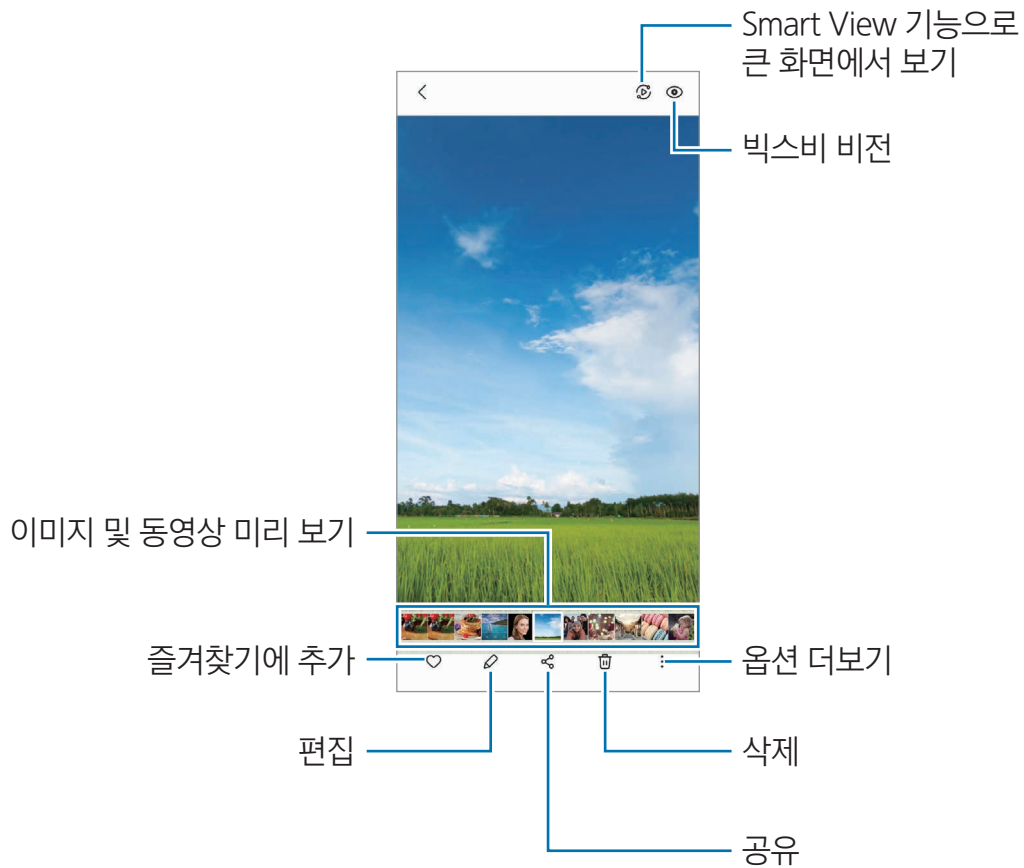 Smart View 기능으로
큰 화면에서 보기
빅스비 비전
이미지 및 동영상 미리 보기
즐겨찾기에 추가
옵션 더보기
편집
삭제
공유